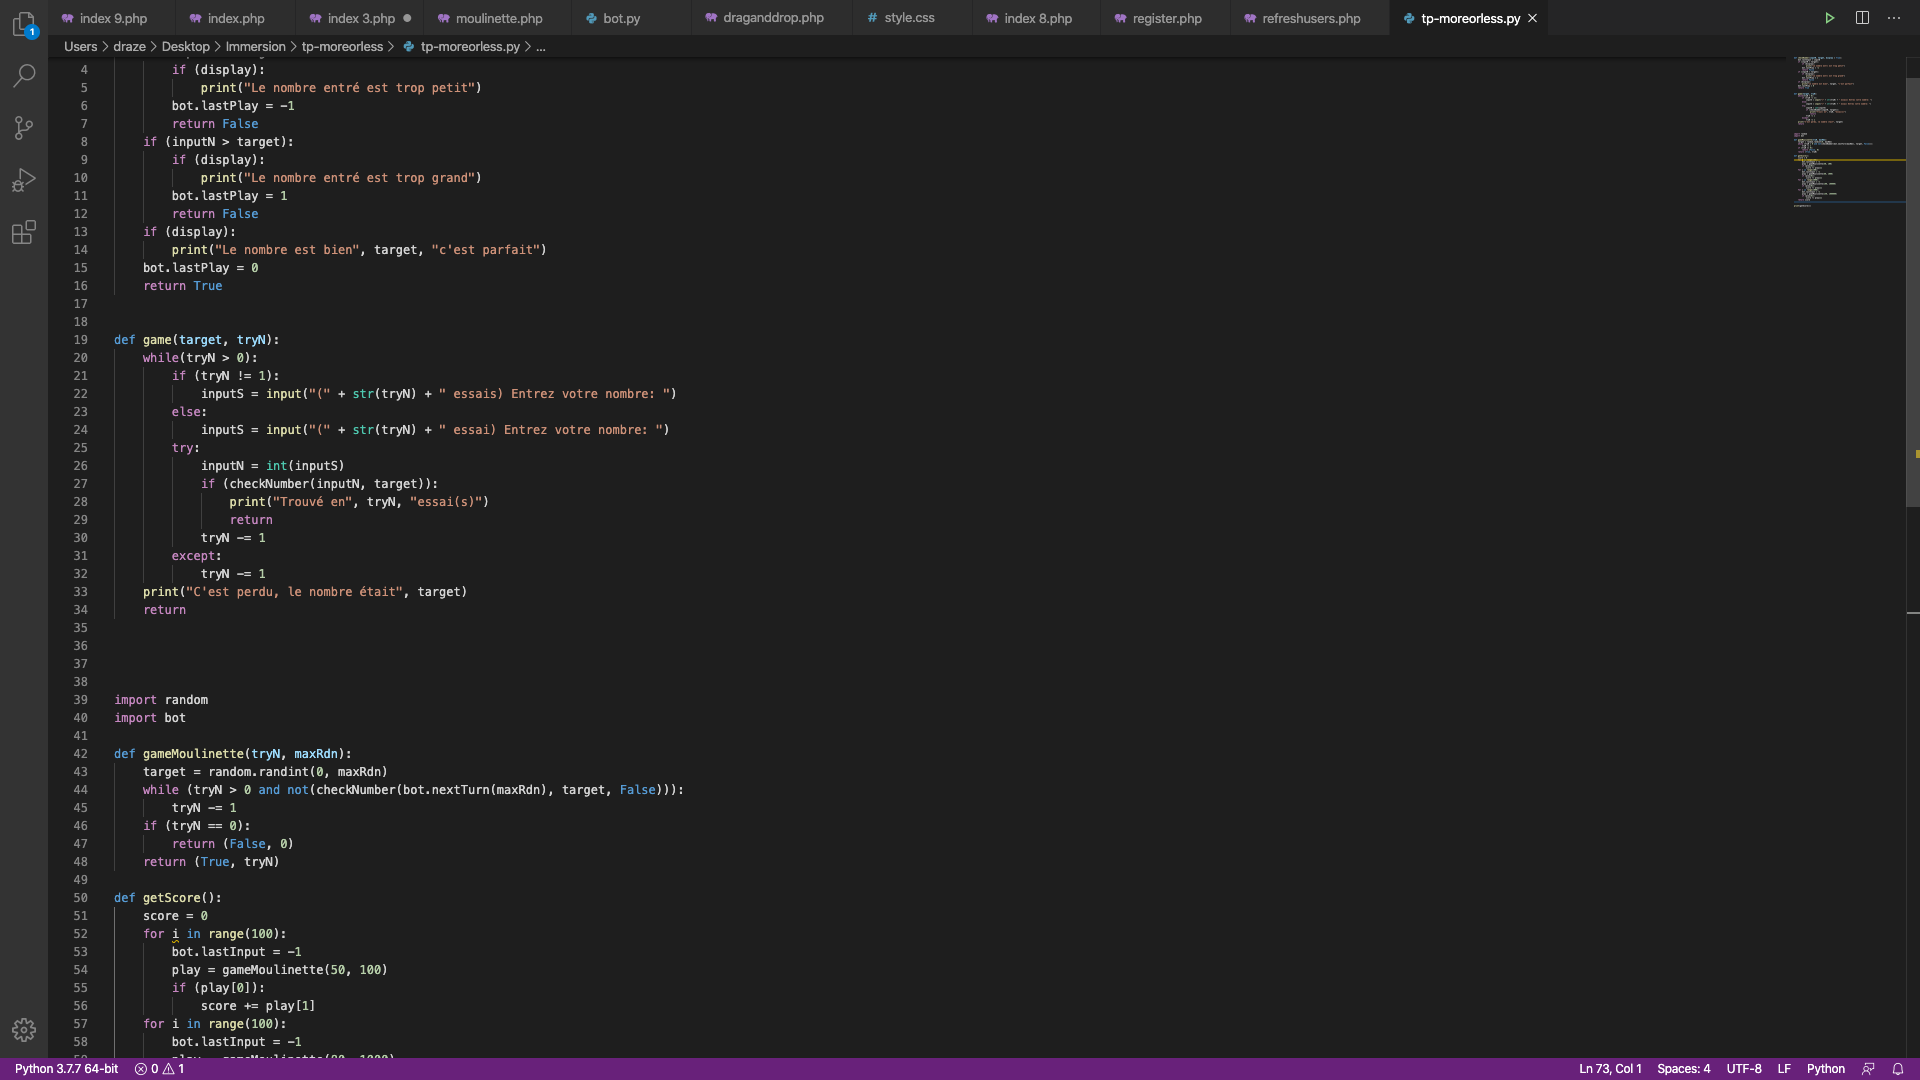 index 9.php index.php index 3.php moulinette.php bot.py draganddrop.php style.css index 8.php register.php refreshusers.php tp-moreorless.py
Users > draze > Desktop > Immersion > tp-moreorless > tp-moreorless.py > ...
1
4 if (display):
5 print("Le nombre entré est trop petit")
6 bot.lastPlay = -1
7 return False
8 if (inputN > target):
9 if (display):
10 print("Le nombre entré est trop grand")
11 bot.lastPlay = 1
12 return False
13 if (display):
14 print("Le nombre est bien", target, "c'est parfait")
15 bot.lastPlay = 0
16 return True
17
18
19 def game(target, tryN):
20 while(tryN > 0):
21 if (tryN != 1):
22 inputS = input("(" + str(tryN) + " essais) Entrez votre nombre: ")
23 else:
24 inputS = input("(" + str(tryN) + " essai) Entrez votre nombre: ")
25 try:
26 inputN = int(inputS)
27 if (checkNumber(inputN, target)):
28 print("Trouvé en", tryN, "essai(s)")
29 return
30 tryN -= 1
31 except:
32 tryN -= 1
33 print("C'est perdu, le nombre était", target)
34 return
35
36
37
38
39 import random
40 import bot
41
42 def gameMoulinette(tryN, maxRdn):
43 target = random.randint(0, maxRdn)
44 while (tryN > 0 and not(checkNumber(bot.nextTurn(maxRdn), target, False))):
45 tryN -= 1
46 if (tryN == 0):
47 return (False, 0)
48 return (True, tryN)
49
50 def getScore():
51 score = 0
52 for i in range(100):
53 bot.lastInput = -1
54 play = gameMoulinette(50, 100)
55 if (play[0]):
56 score += play[1]
57 for i in range(100):
58 bot.lastInput = -1
Python 3.7.7 64-bit 0 1 Ln 73, Col 1 Spaces: 4 UTF-8 LF Python